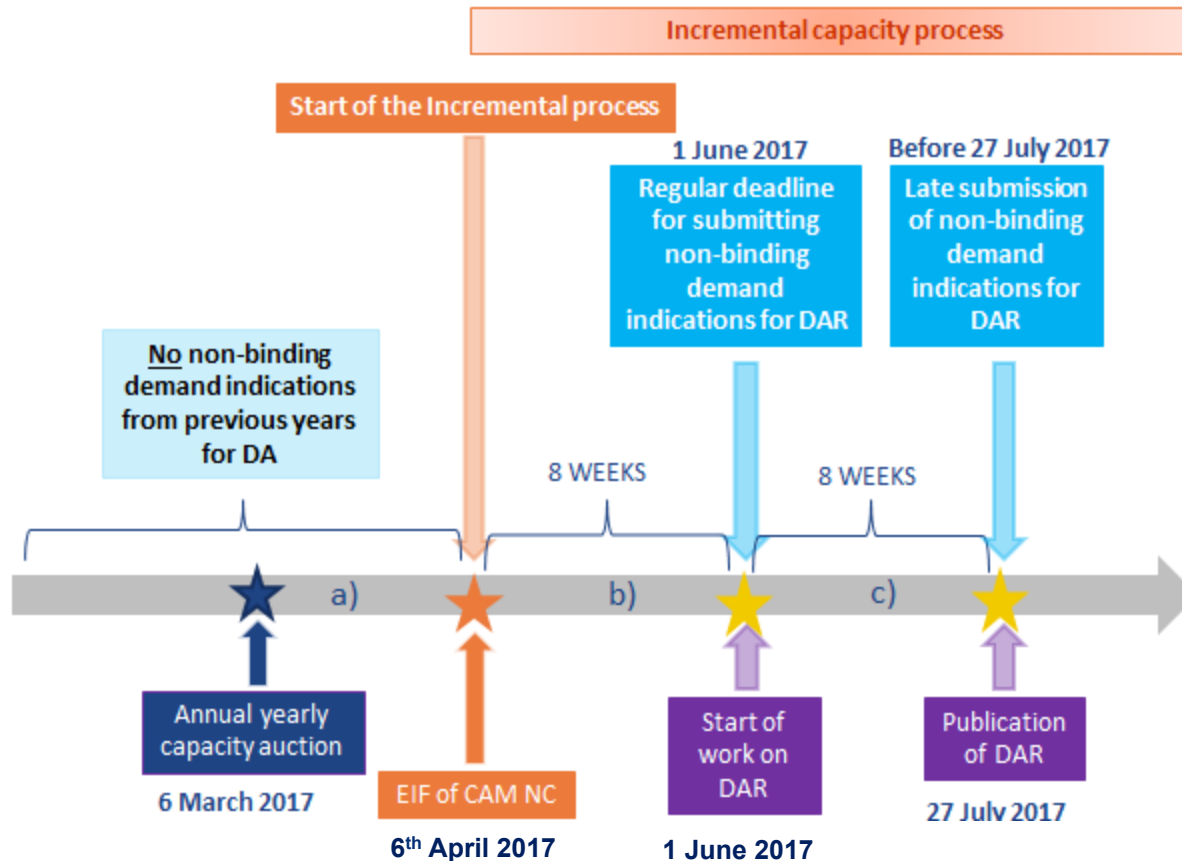 Incremental capacity process
Start of the Incremental process
1 June 2017
Before 27 July 2017
Regular deadline
for submitting
non-binding
demand
indications for DAR
Late submission
of non-binding
demand
indications for
DAR
No non-binding
demand indications
from previous years
for DA
8 WEEKS
8 WEEKS
a)
b)
c)
Annual yearly
capacity auction
6 March 2017
EIF of CAM NC
6th April 2017
Start of
work on
DAR
1 June 2017
Publication
of DAR
27 July 2017